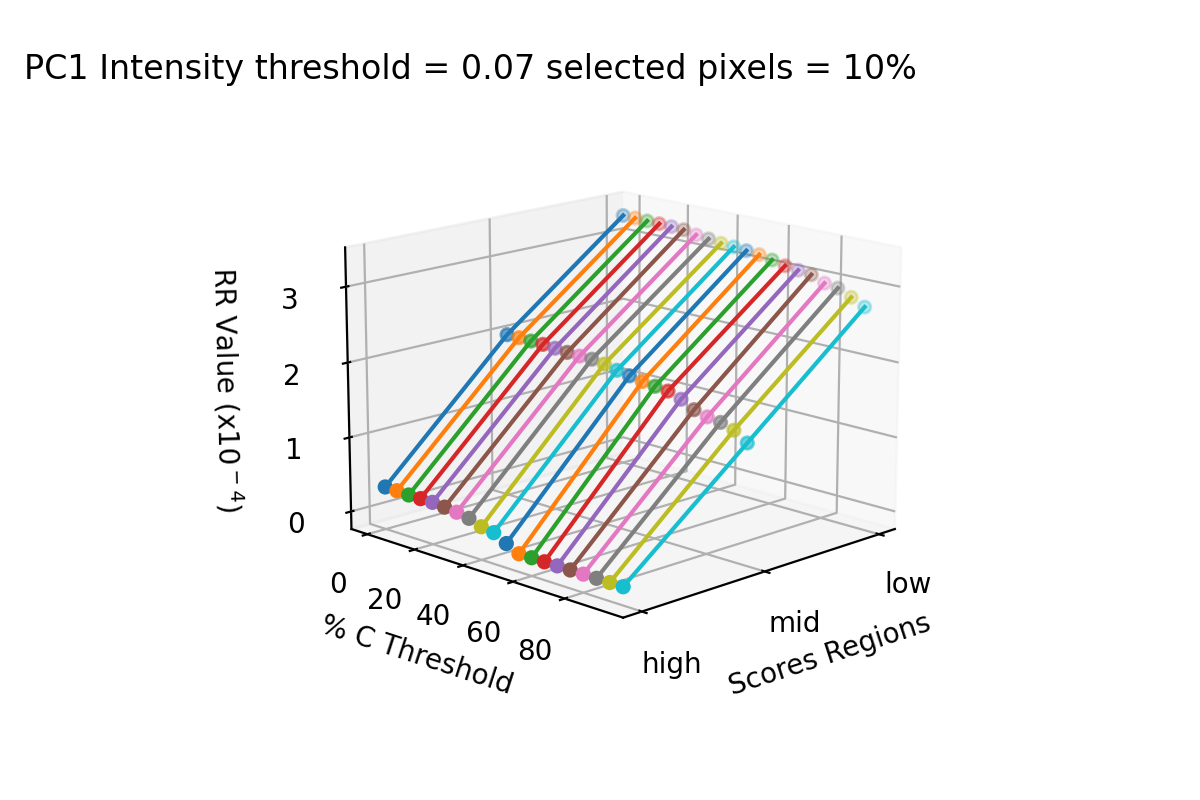 PC1 Intensity threshold = 0.07 selected pixels = 10%
RR Value (x10⁻⁴)
3
2
1
0
0
20
40
60
80
% C Threshold
low
mid
high
Scores Regions